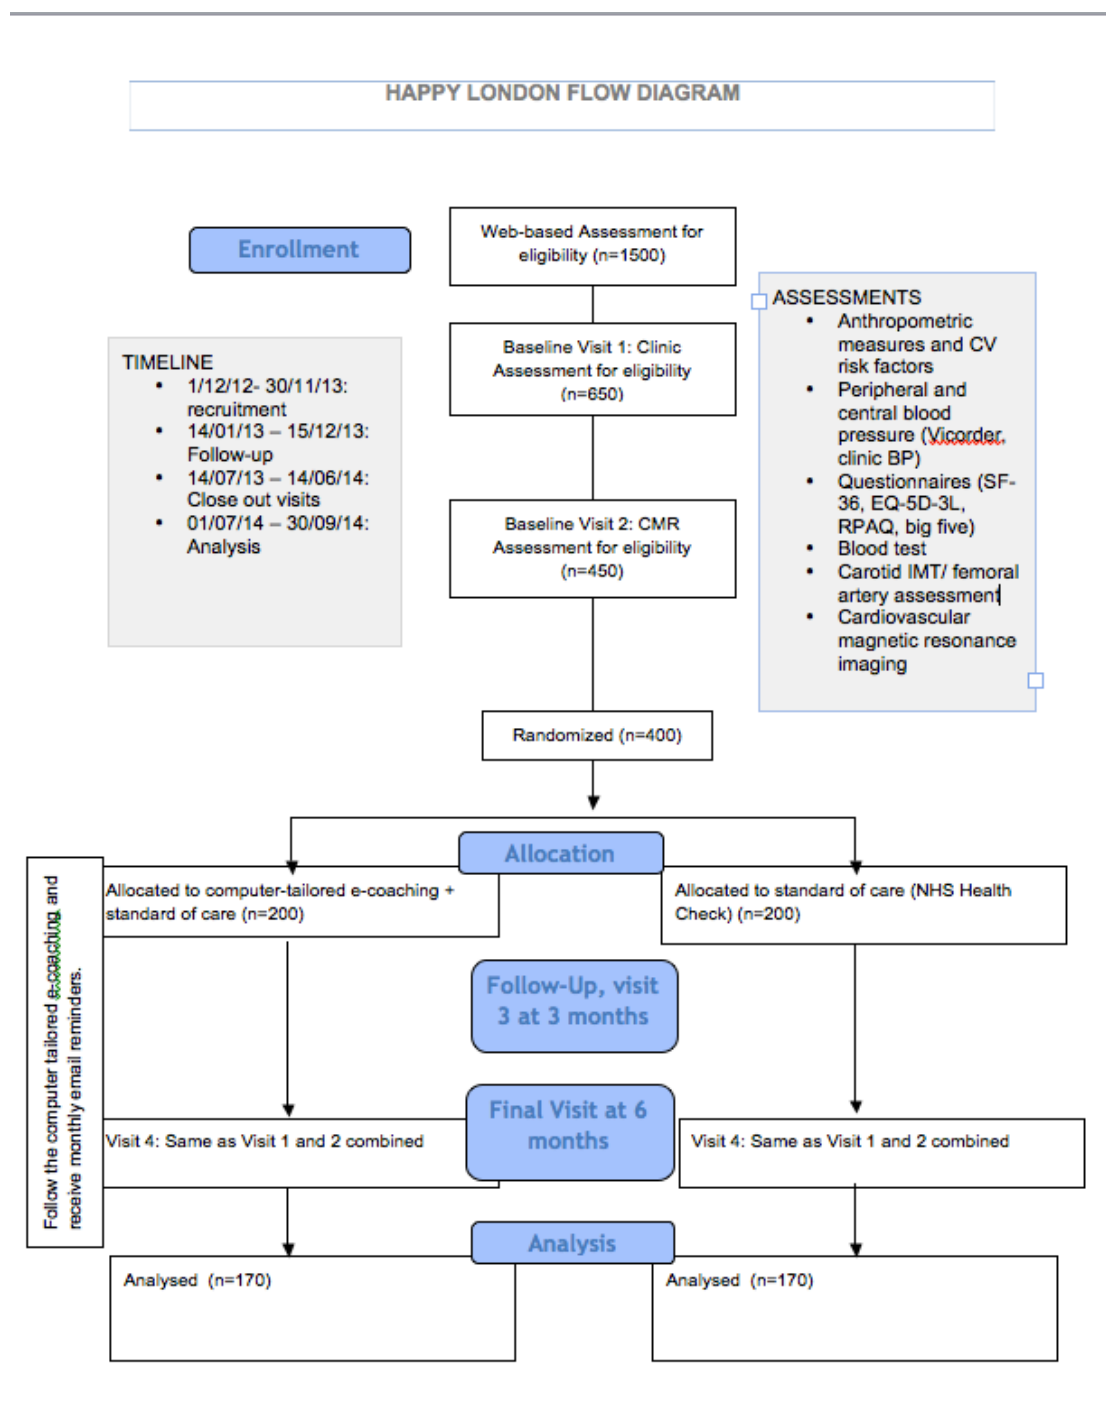 HAPPY LONDON FLOW DIAGRAM
Enrollment
Web-based Assessment for
eligibility (n=1500)
Baseline Visit 1: Clinic
Assessment for eligibility
(n=650)
TIMELINE
• 1/12/12- 30/11/13:
recruitment
• 14/01/13 – 15/12/13:
Follow-up
• 14/07/13 – 14/06/14:
Close out visits
• 01/07/14 – 30/09/14:
Analysis
ASSESSMENTS
• Anthropometric
measures and CV
risk factors
• Peripheral and
central blood
pressure (Vicorder,
clinic BP)
• Questionnaires (SF-
36, EQ-5D-3L,
RPAQ, big five)
• Blood test
• Carotid IMT/ femoral
artery assessment
• Cardiovascular
magnetic resonance
imaging
Baseline Visit 2: CMR
Assessment for eligibility
(n=450)
Randomized (n=400)
Allocation
Allocated to computer-tailored e-coaching +
standard of care (n=200)
Allocated to standard of care (NHS Health
Check) (n=200)
Follow the computer tailored e-coaching and
receive monthly email reminders.
Follow-Up, visit
3 at 3 months
Final Visit at 6
months
Visit 4: Same as Visit 1 and 2 combined
Visit 4: Same as Visit 1 and 2 combined
Analysis
Analysed (n=170)
Analysed (n=170)